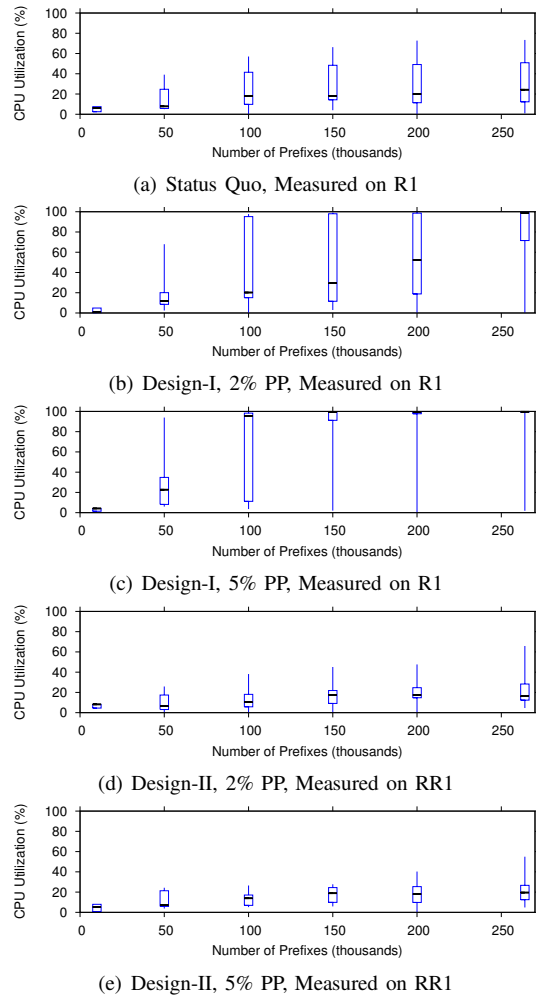 CPU Utilization (%)
100
80
60
40
20
0
0 50 100 150 200 250
Number of Prefixes (thousands)
(a) Status Quo, Measured on R1
CPU Utilization (%)
100
80
60
40
20
0
0 50 100 150 200 250
Number of Prefixes (thousands)
(b) Design-I, 2% PP, Measured on R1
CPU Utilization (%)
100
80
60
40
20
0
0 50 100 150 200 250
Number of Prefixes (thousands)
(c) Design-I, 5% PP, Measured on R1
CPU Utilization (%)
100
80
60
40
20
0
0 50 100 150 200 250
Number of Prefixes (thousands)
(d) Design-II, 2% PP, Measured on RR1
CPU Utilization (%)
100
80
60
40
20
0
0 50 100 150 200 250
Number of Prefixes (thousands)
(e) Design-II, 5% PP, Measured on RR1